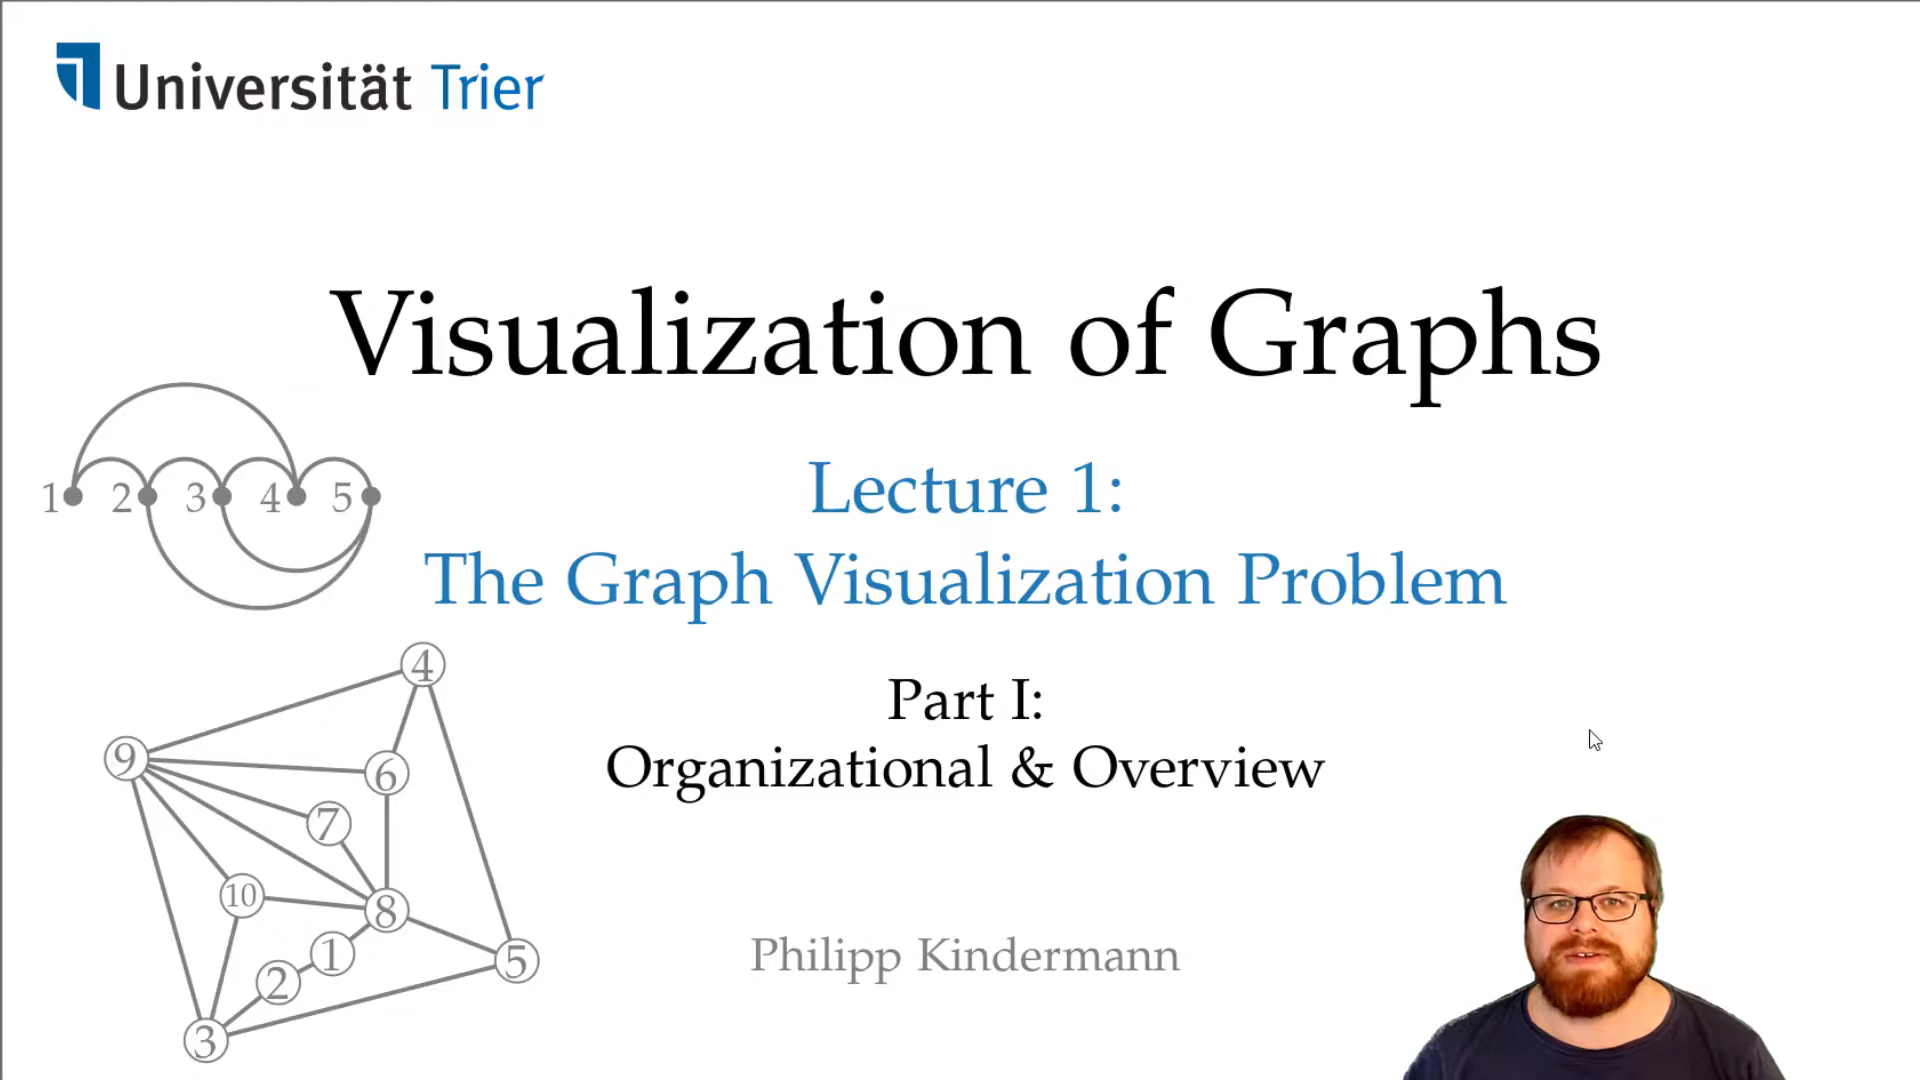 Universität Trier
Visualization of Graphs
Lecture 1:
The Graph Visualization Problem
Part I:
Organizational & Overview
Philipp Kindermann
1 2 3 4 5
4
9
6
7
10
8
1
5
2
3